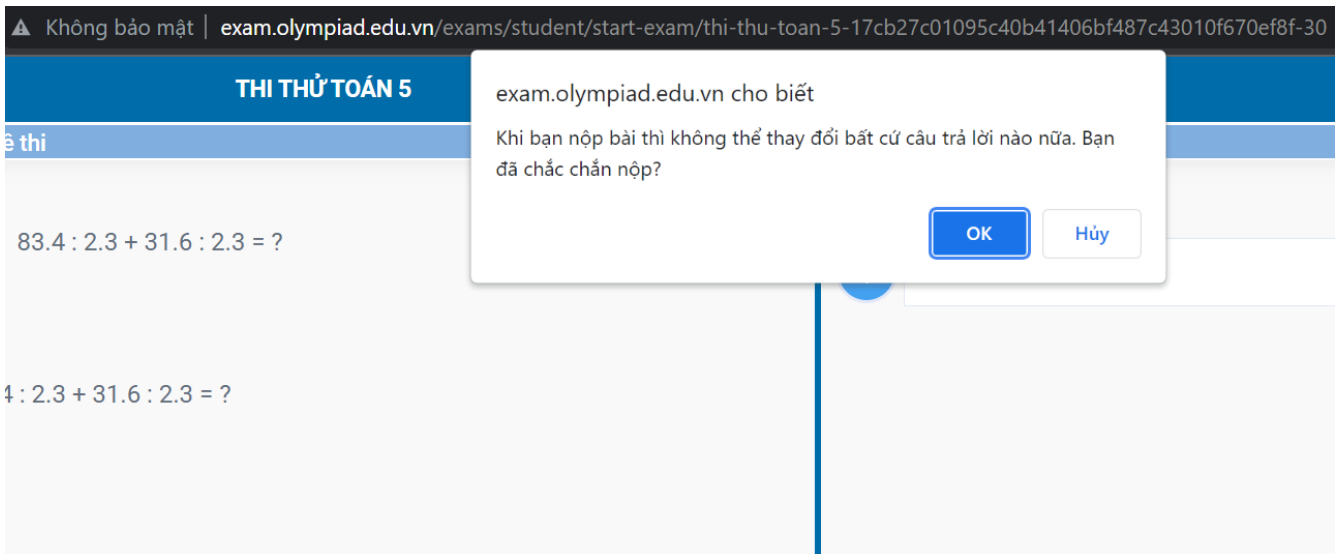 Không bảo mật | exam.olympiad.edu.vn/exams/student/start-exam/thi-thu-toan-5-17cb27c01095c40b41406bf487c43010f670ef8f-30
THI THỬ TOÁN 5
exam.olympiad.edu.vn cho biết
Khi bạn nộp bài thì không thể thay đổi bất cứ câu trả lời nào nữa. Bạn
đã chắc chắn nộp?
OK Hủy
ề thi
83.4 : 2.3 + 31.6 : 2.3 = ?
4 : 2.3 + 31.6 : 2.3 = ?